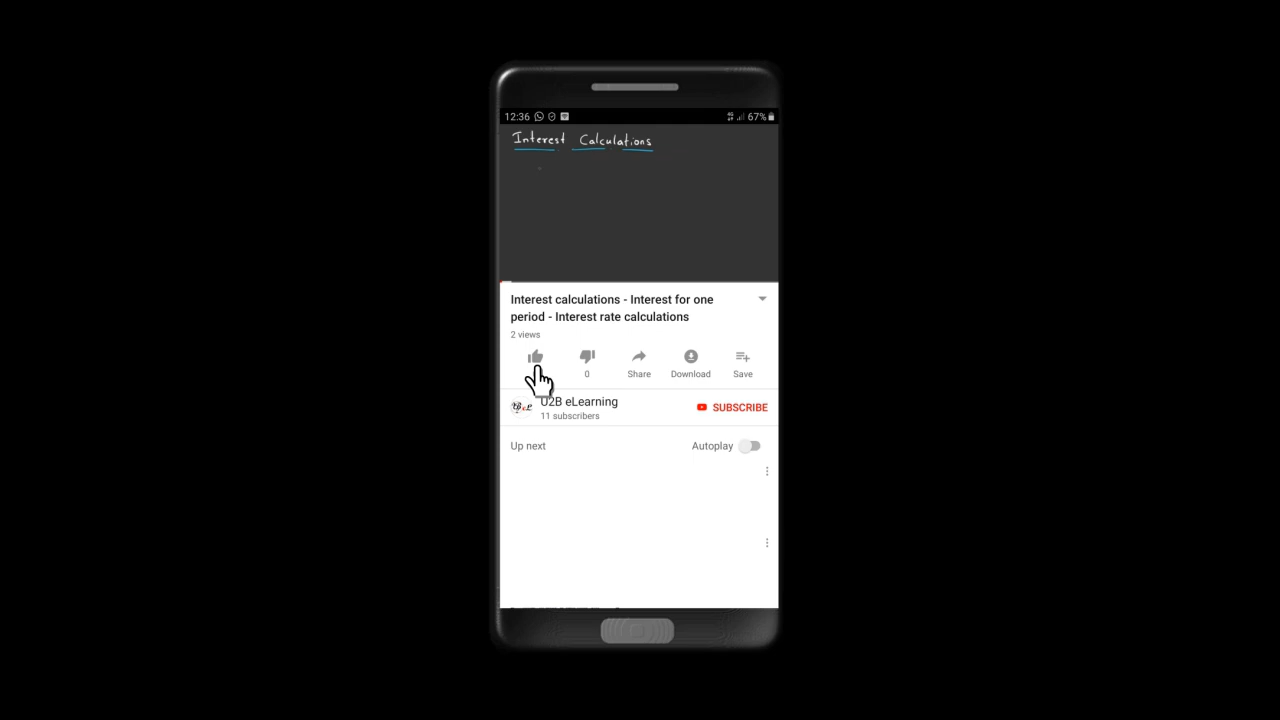 12:36 67%
Interest Calculations
Interest calculations - Interest for one
period - Interest rate calculations
2 views
0 Share Download Save
U2B eLearning
11 subscribers
SUBSCRIBE
Up next Autoplay